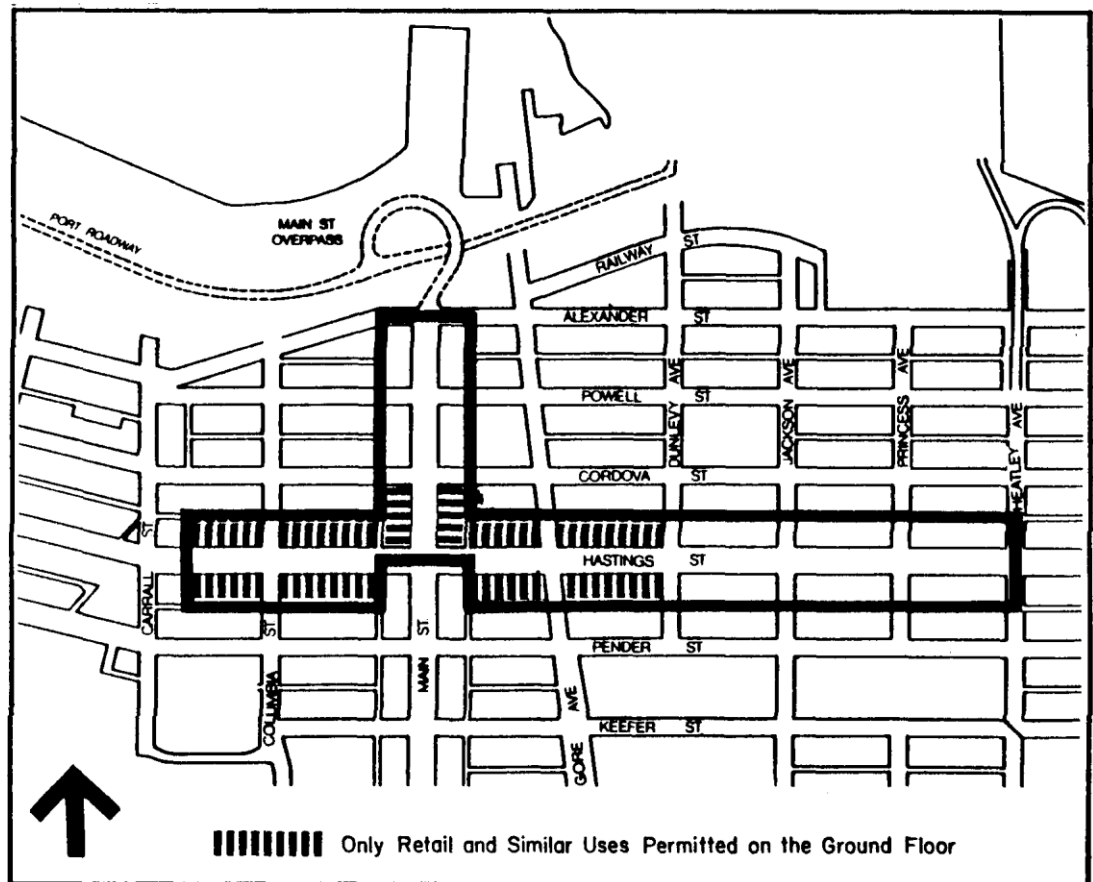 PORT ROADWAY
MAIN ST
OVERPASS
RAILWAY ST
ALEXANDER ST
POWELL ST
DUNLEVY AVE
JACKSON AVE
PRINCESS AVE
HEATLEY AVE
CORDOVA ST
HASTINGS ST
CARRALL ST
COLUMBIA ST
MAIN ST.
PENDER ST
GORE AVE
KEEFER ST
Only Retail and Similar Uses Permitted on the Ground Floor